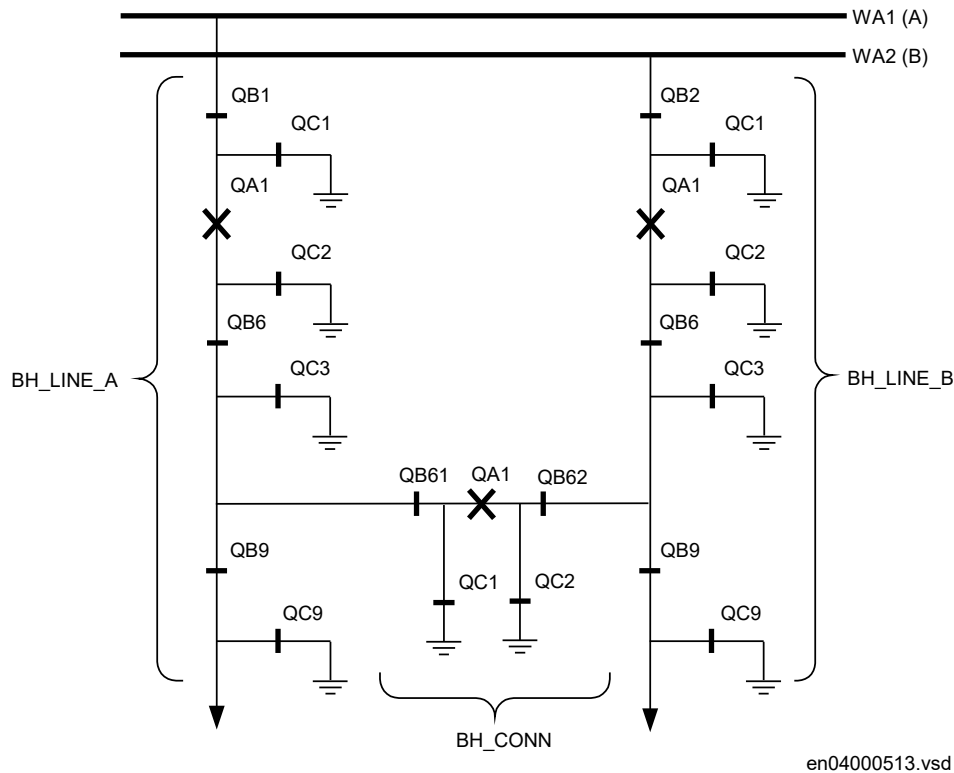 WA1 (A)
WA2 (B)
QB1
QB2
QC1
QC1
QA1
QA1
QC2
QC2
QB6
QB6
QC3
QC3
BH_LINE_A
BH_LINE_B
QB61
QA1
QB62
QB9
QB9
QC1
QC2
QC9
QC9
BH_CONN
en04000513.vsd